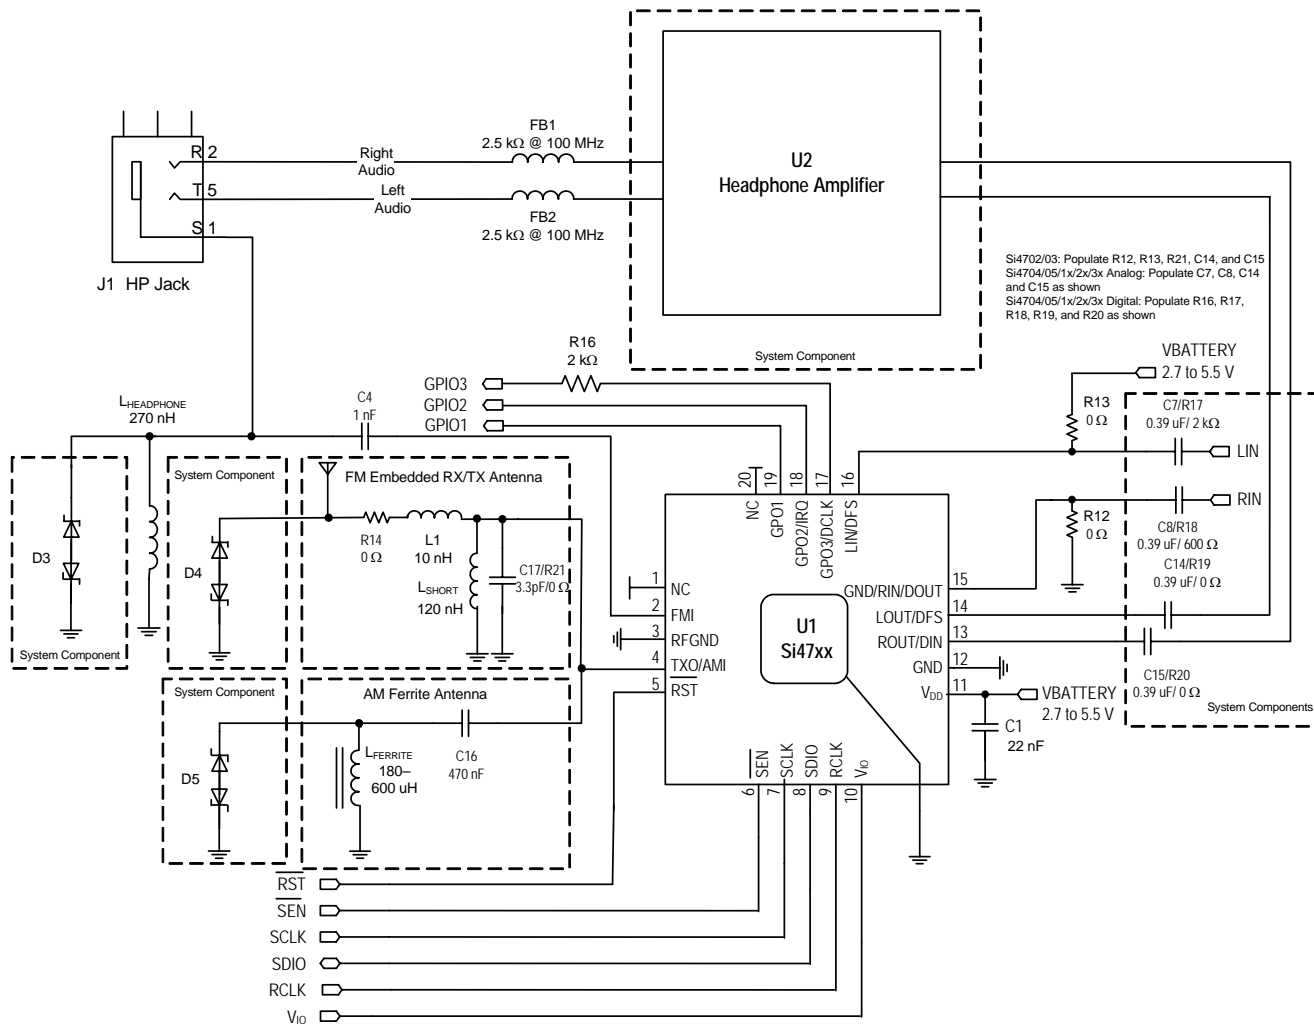 FB1
2.5 kΩ @ 100 MHz
R 2
Right
Audio
T 5
Left
Audio
FB2
2.5 kΩ @ 100 MHz
S 1
J1 HP Jack
U2
Headphone Amplifier
System Component
Si4702/03: Populate R12, R13, R21, C14, and C15
Si4704/05/1x/2x/3x Analog: Populate C7, C8, C14
and C15 as shown
Si4704/05/1x/2x/3x Digital: Populate R16, R17,
R18, R19, and R20 as shown
R16
2 kΩ
GPIO3
GPIO2
GPIO1
VBATTERY
2.7 to 5.5 V
R13
0 Ω
C7/R17
0.39 uF/ 2 kΩ
LIN
RIN
R12
0 Ω
C8/R18
0.39 uF/ 600 Ω
C14/R19
0.39 uF/ 0 Ω
C15/R20
0.39 uF/ 0 Ω
System Components
LHEADPHONE
270 nH
C4
1 nF
D3
System Component
System Component
D4
FM Embedded RX/TX Antenna
R14
0 Ω
L1
10 nH
LSHORT
120 nH
C17/R21
3.3pF/0 Ω
System Component
D5
AM Ferrite Antenna
LFERRITE
180–
600 uH
C16
470 nF
20
19
18
17
16
NC
GPO1
GPO2/IRQ
GPO3/DCLK
LIN/DFS
1
NC
2
FMI
3
RFGND
4
TXO/AMI
5
RST
U1
Si47xx
GND/RIN/DOUT
15
LOUT/DFS
14
ROUT/DIN
13
GND
12
VDD
11
VBATTERY
2.7 to 5.5 V
C1
22 nF
SEN
SCLK
SDIO
RCLK
VIO
6
7
8
9
10
RST
SEN
SCLK
SDIO
RCLK
VIO